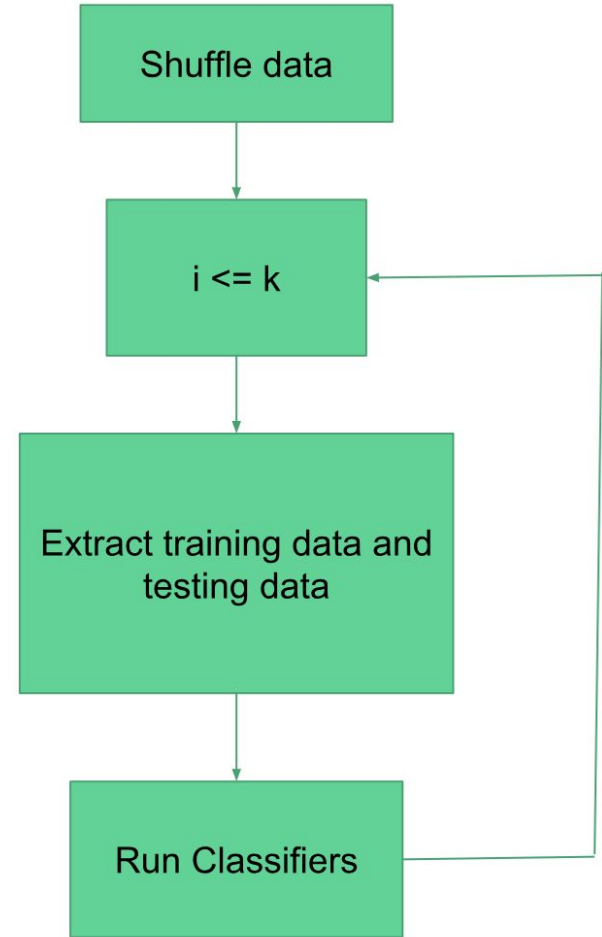 Shuffle data
i <= k
Extract training data and
testing data
Run Classifiers